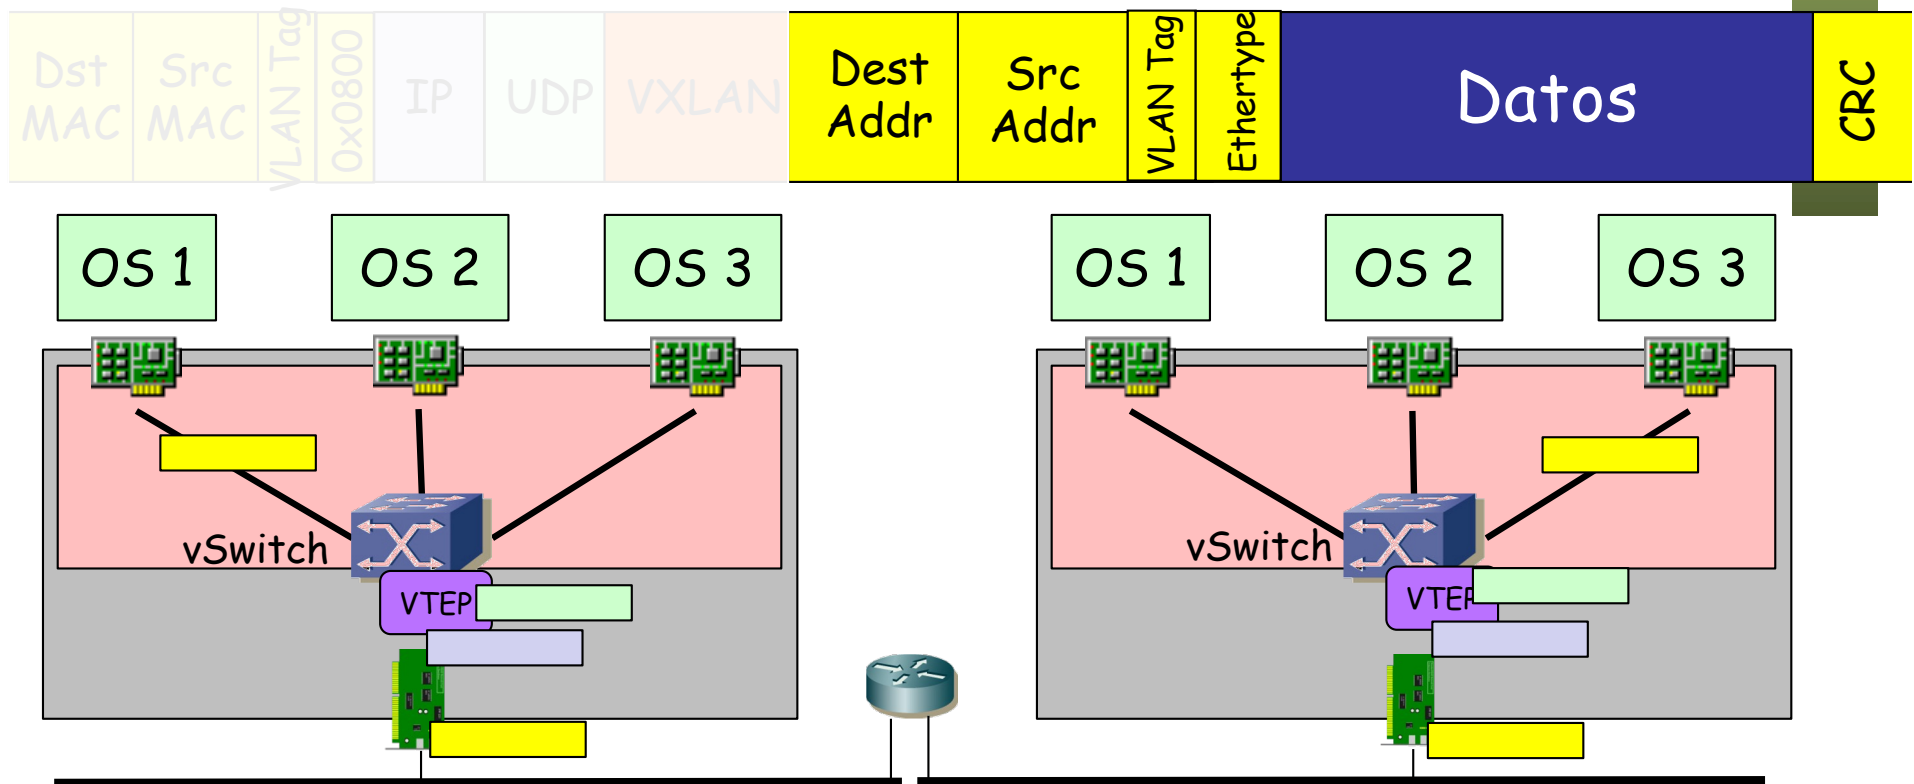 Dst
MAC
Src
MAC
VLAN Tag
0x0800
IP
UDP
VXLAN
Dest
Addr
Src
Addr
VLAN Tag
Ethertype
Datos
CRC
OS 1
OS 2
OS 3
OS 1
OS 2
OS 3
vSwitch
vSwitch
VTEP
VTEP